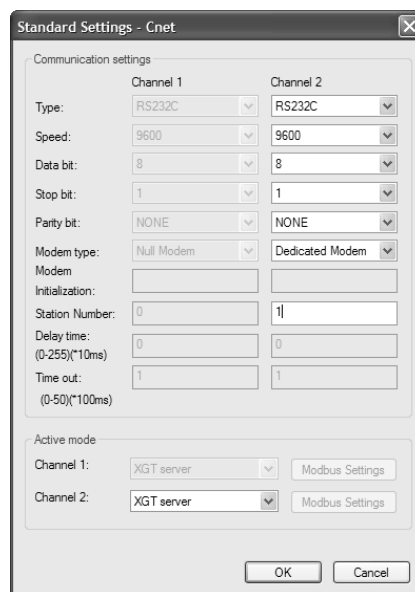 Standard Settings - Cnet
Communication settings
Channel 1 Channel 2
Type: RS232C RS232C
Speed: 9600 9600
Data bit: 8 8
Stop bit: 1 1
Parity bit: NONE NONE
Modem type: Null Modem Dedicated Modem
Modem
Initialization:
Station Number: 0 1
Delay time:
(0-255)(*10ms) 0 0
Time out: 1 1
(0-50)(*100ms)
Active mode
Channel 1: XGT server Modbus Settings
Channel 2: XGT server Modbus Settings
OK Cancel